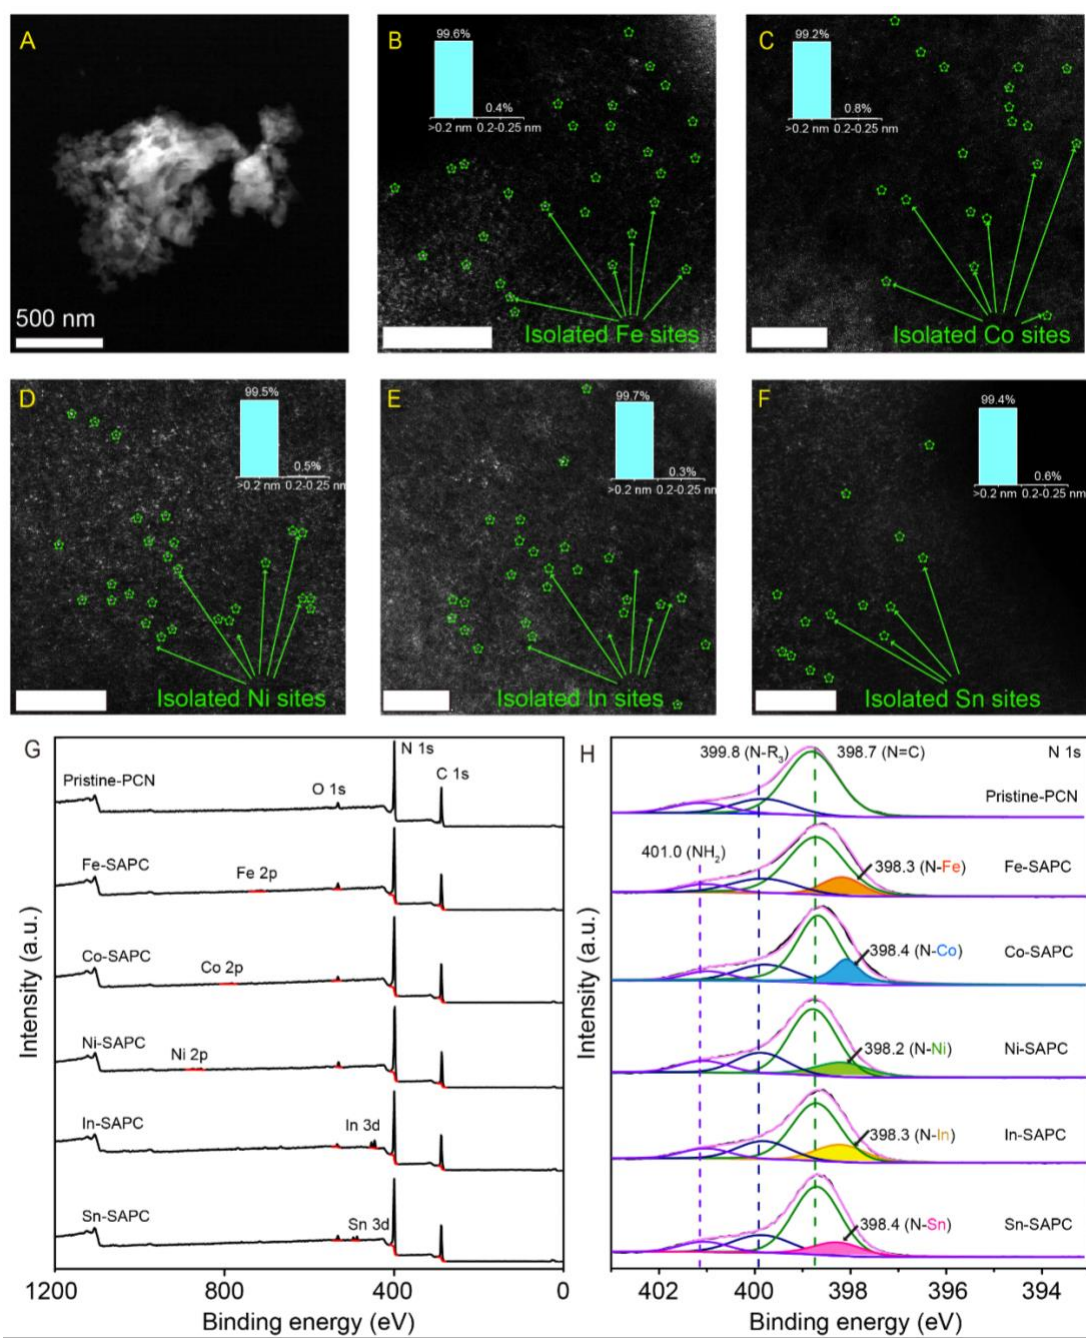 A
500 nm
B
99.6%
0.4%
>0.2 nm 0.2-0.25 nm
Isolated Fe sites
C
99.2%
0.8%
>0.2 nm 0.2-0.25 nm
Isolated Co sites
D
99.5%
0.5%
>0.2 nm 0.2-0.25 nm
Isolated Ni sites
E
99.7%
0.3%
>0.2 nm 0.2-0.25 nm
Isolated In sites
F
99.4%
0.6%
>0.2 nm 0.2-0.25 nm
Isolated Sn sites
G
N 1s
C 1s
O 1s
Pristine-PCN
Fe-SAPC
Fe 2p
Co-SAPC
Co 2p
Ni-SAPC
Ni 2p
In-SAPC
In 3d
Sn-SAPC
Sn 3d
Intensity (a.u.)
1200 800 400 0
Binding energy (eV)
H
399.8 (N-R3)
398.7 (N=C)
N 1s
Pristine-PCN
401.0 (NH2)
398.3 (N-Fe)
Fe-SAPC
398.4 (N-Co)
Co-SAPC
398.2 (N-Ni)
Ni-SAPC
398.3 (N-In)
In-SAPC
398.4 (N-Sn)
Sn-SAPC
Intensity (a.u.)
402 400 398 396 394
Binding energy (eV)